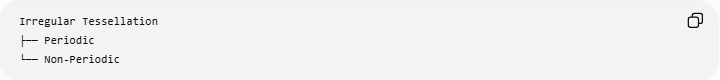 Irregular Tessellation
├── Periodic
└── Non-Periodic